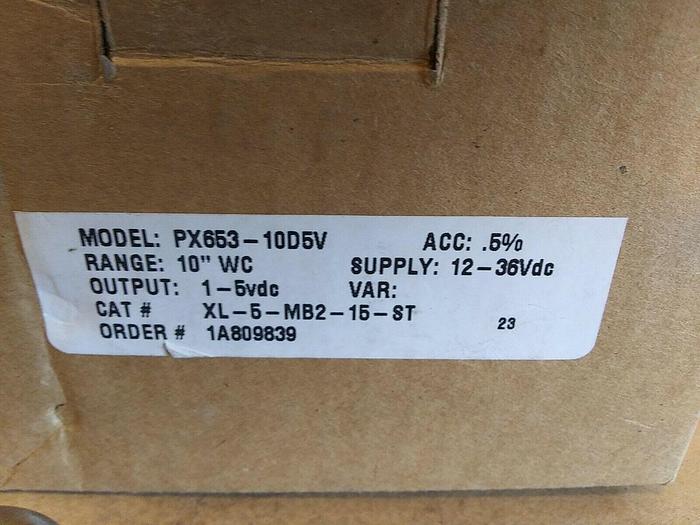 MODEL: PX653-10D5V ACC: .5%
RANGE: 10" WC SUPPLY: 12-36Vdc
OUTPUT: 1-5vdc VAR:
CAT # XL-5-MB2-15-ST
ORDER # 1A809839 23